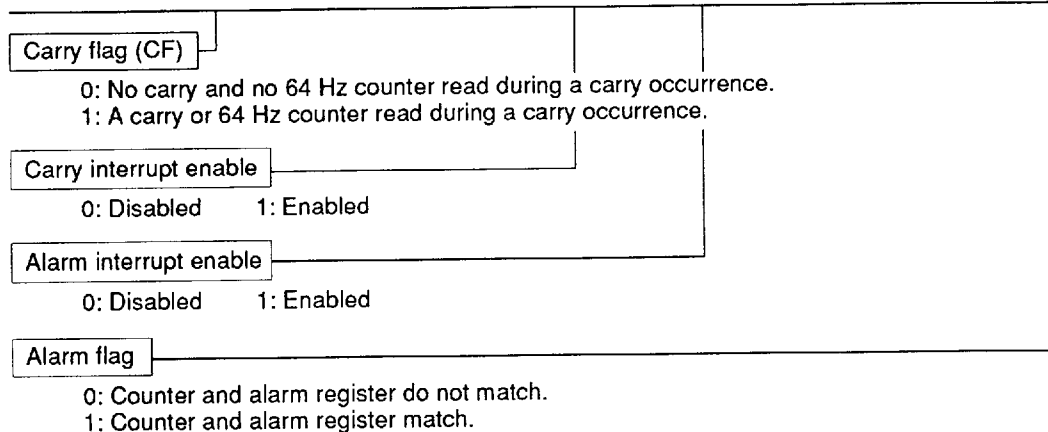 Carry flag (CF)
0: No carry and no 64 Hz counter read during a carry occurrence.
1: A carry or 64 Hz counter read during a carry occurrence.
Carry interrupt enable
0: Disabled 1: Enabled
Alarm interrupt enable
0: Disabled 1: Enabled
Alarm flag
0: Counter and alarm register do not match.
1: Counter and alarm register match.